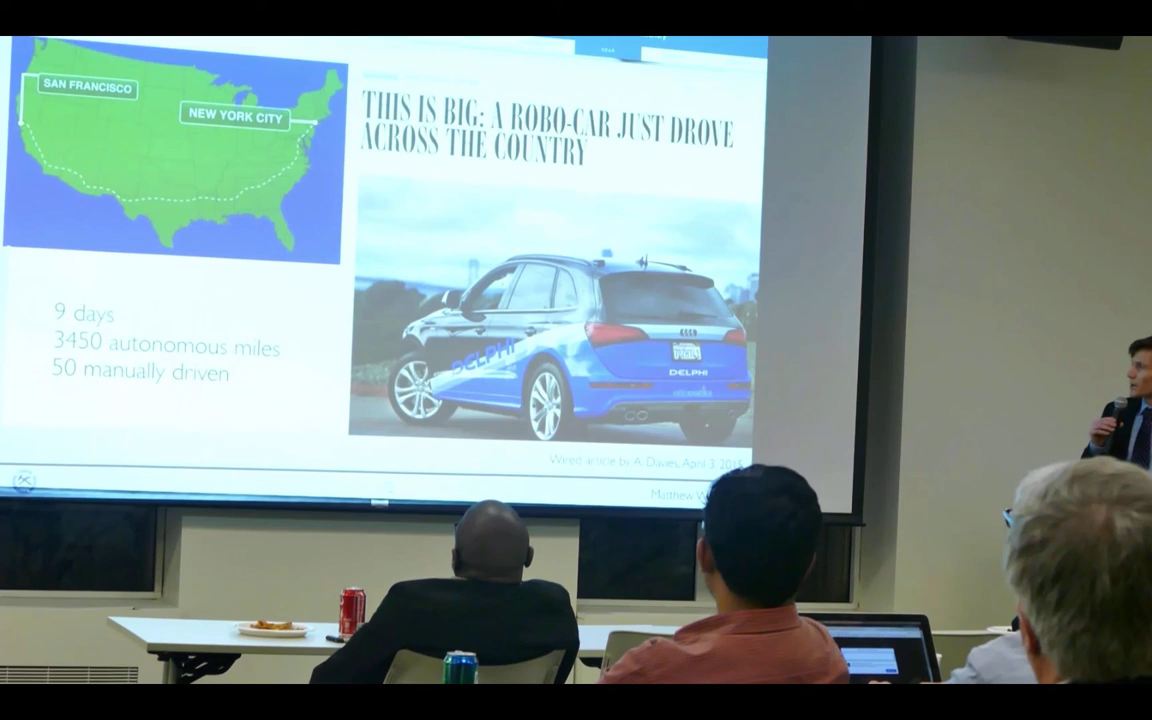 SAN FRANCISCO
NEW YORK CITY
THIS IS BIG: A ROBO-CAR JUST DROVE
ACROSS THE COUNTRY
9 days
3450 autonomous miles
50 manually driven
DELPHI
DELPHI
Wired article by A. Davies, April 3, 2015
Matthew